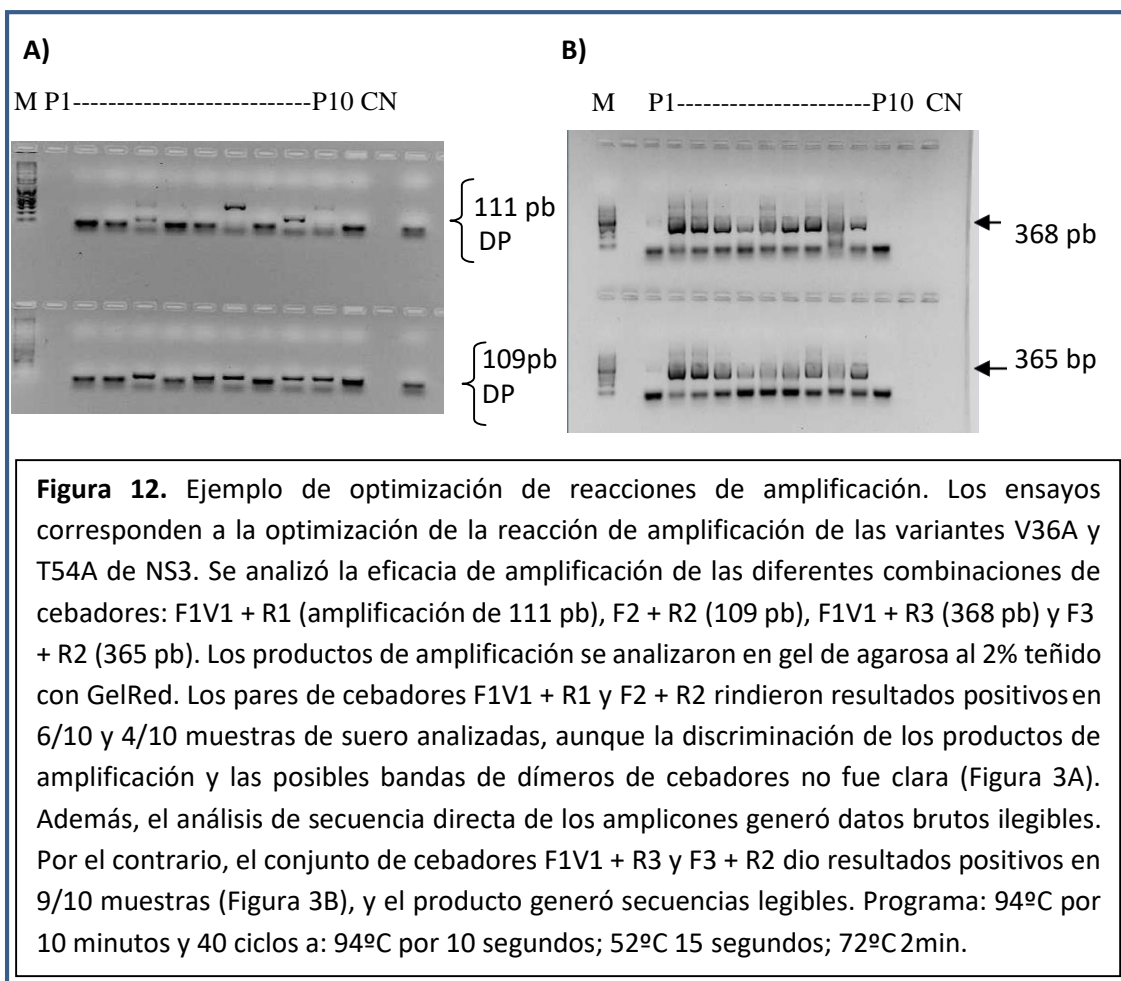 A)
B)
M P1---------------------------P10 CN
M P1----------------------P10 CN
111 pb
DP
109pb
DP
368 pb
365 bp
Figura 12. Ejemplo de optimización de reacciones de amplificación. Los ensayos
corresponden a la optimización de la reacción de amplificación de las variantes V36A y
T54A de NS3. Se analizó la eficacia de amplificación de las diferentes combinaciones de
cebadores: F1V1 + R1 (amplificación de 111 pb), F2 + R2 (109 pb), F1V1 + R3 (368 pb) y F3
+ R2 (365 pb). Los productos de amplificación se analizaron en gel de agarosa al 2% teñido
con GelRed. Los pares de cebadores F1V1 + R1 y F2 + R2 rindieron resultados positivos en
6/10 y 4/10 muestras de suero analizadas, aunque la discriminación de los productos de
amplificación y las posibles bandas de dímeros de cebadores no fue clara (Figura 3A).
Además, el análisis de secuencia directa de los amplicones generó datos brutos ilegibles.
Por el contrario, el conjunto de cebadores F1V1 + R3 y F3 + R2 dio resultados positivos en
9/10 muestras (Figura 3B), y el producto generó secuencias legibles. Programa: 94ºC por
10 minutos y 40 ciclos a: 94ºC por 10 segundos; 52ºC 15 segundos; 72ºC 2min.